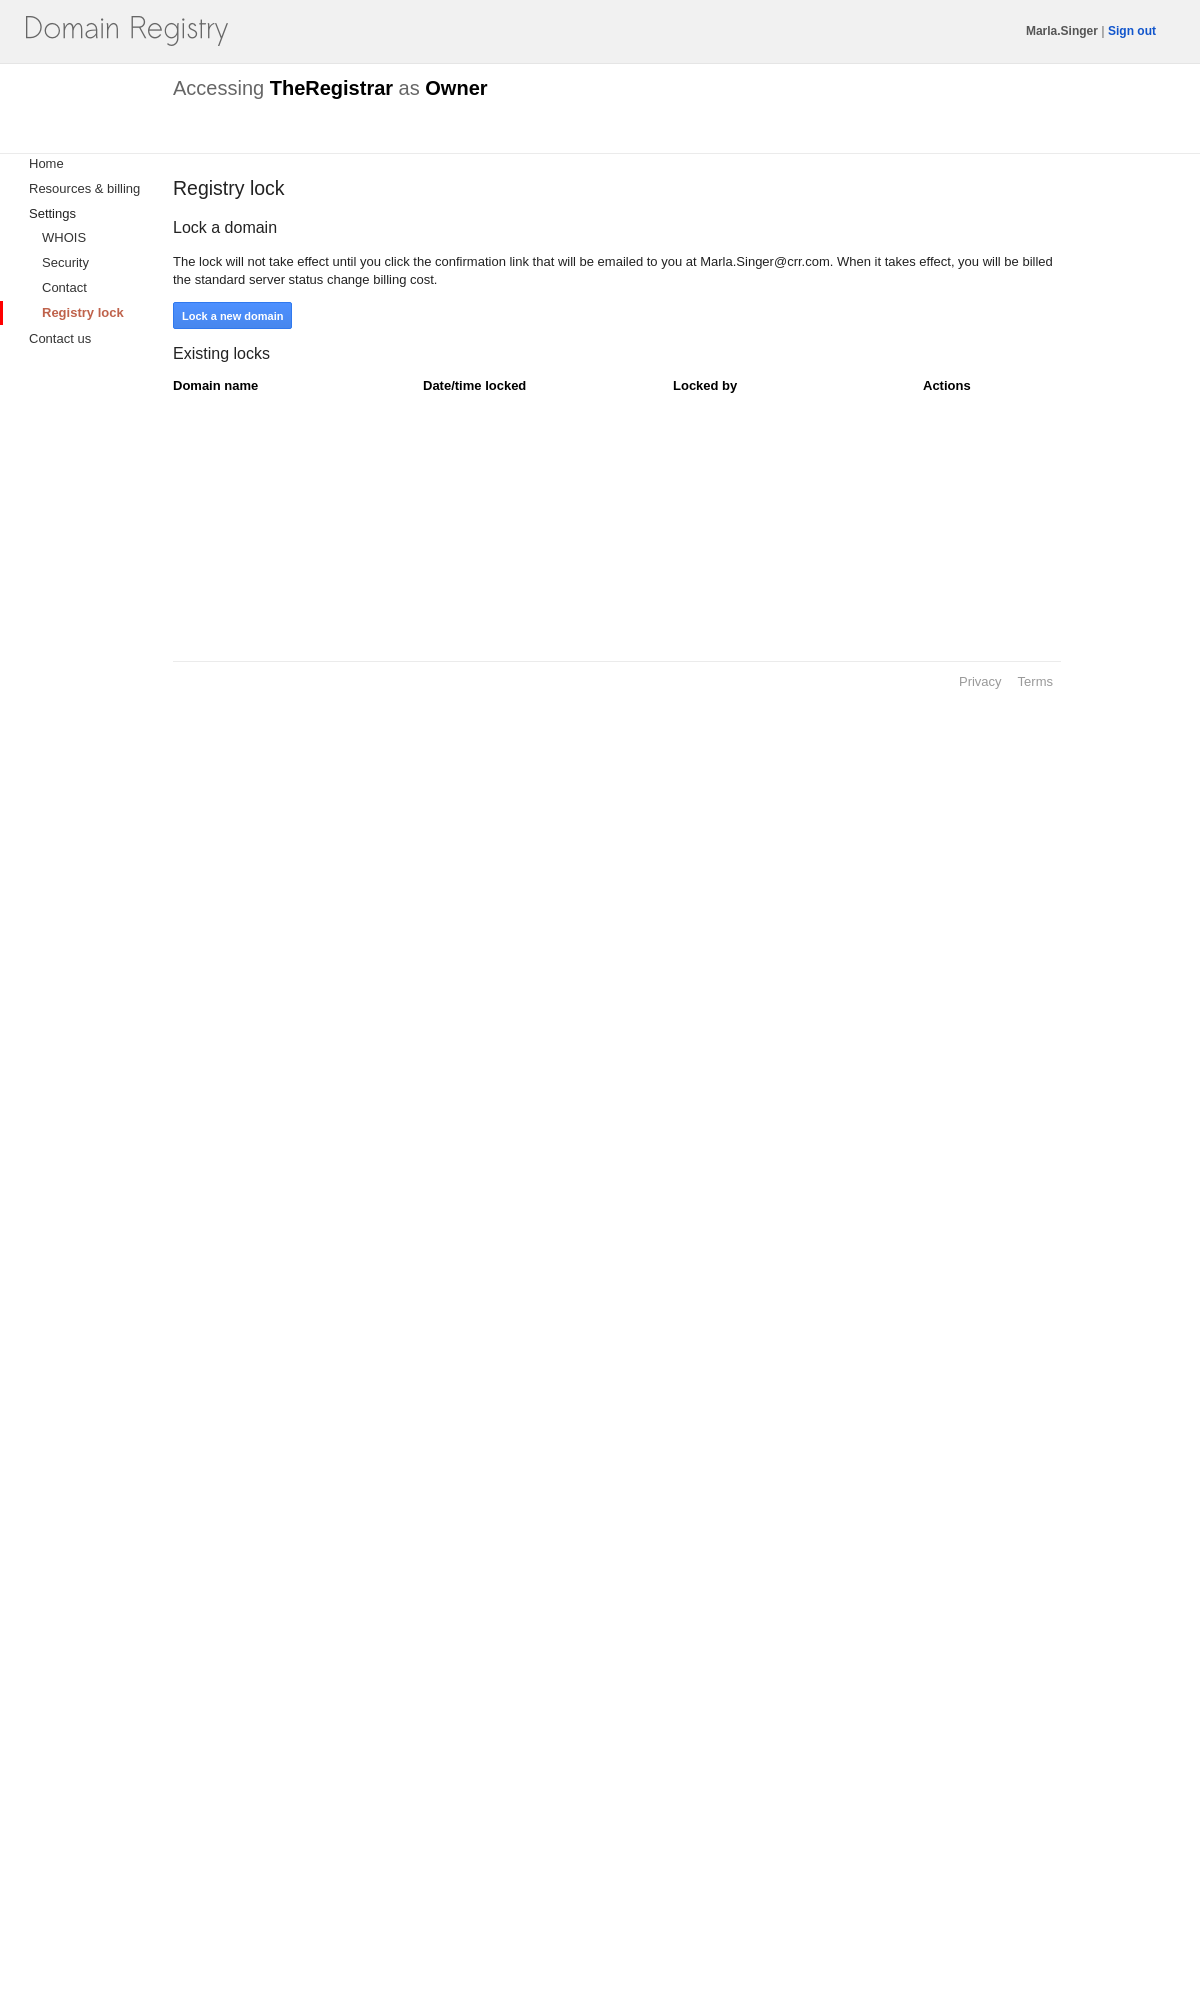 Domain Registry
Marla.Singer | Sign out
Accessing TheRegistrar as Owner
Home
Resources & billing
Settings
WHOIS
Security
Contact
Registry lock
Contact us
Registry lock
Lock a domain
The lock will not take effect until you click the confirmation link that will be emailed to you at Marla.Singer@crr.com. When it takes effect, you will be billed
the standard server status change billing cost.
Lock a new domain
Existing locks
Domain name Date/time locked Locked by Actions
Privacy Terms